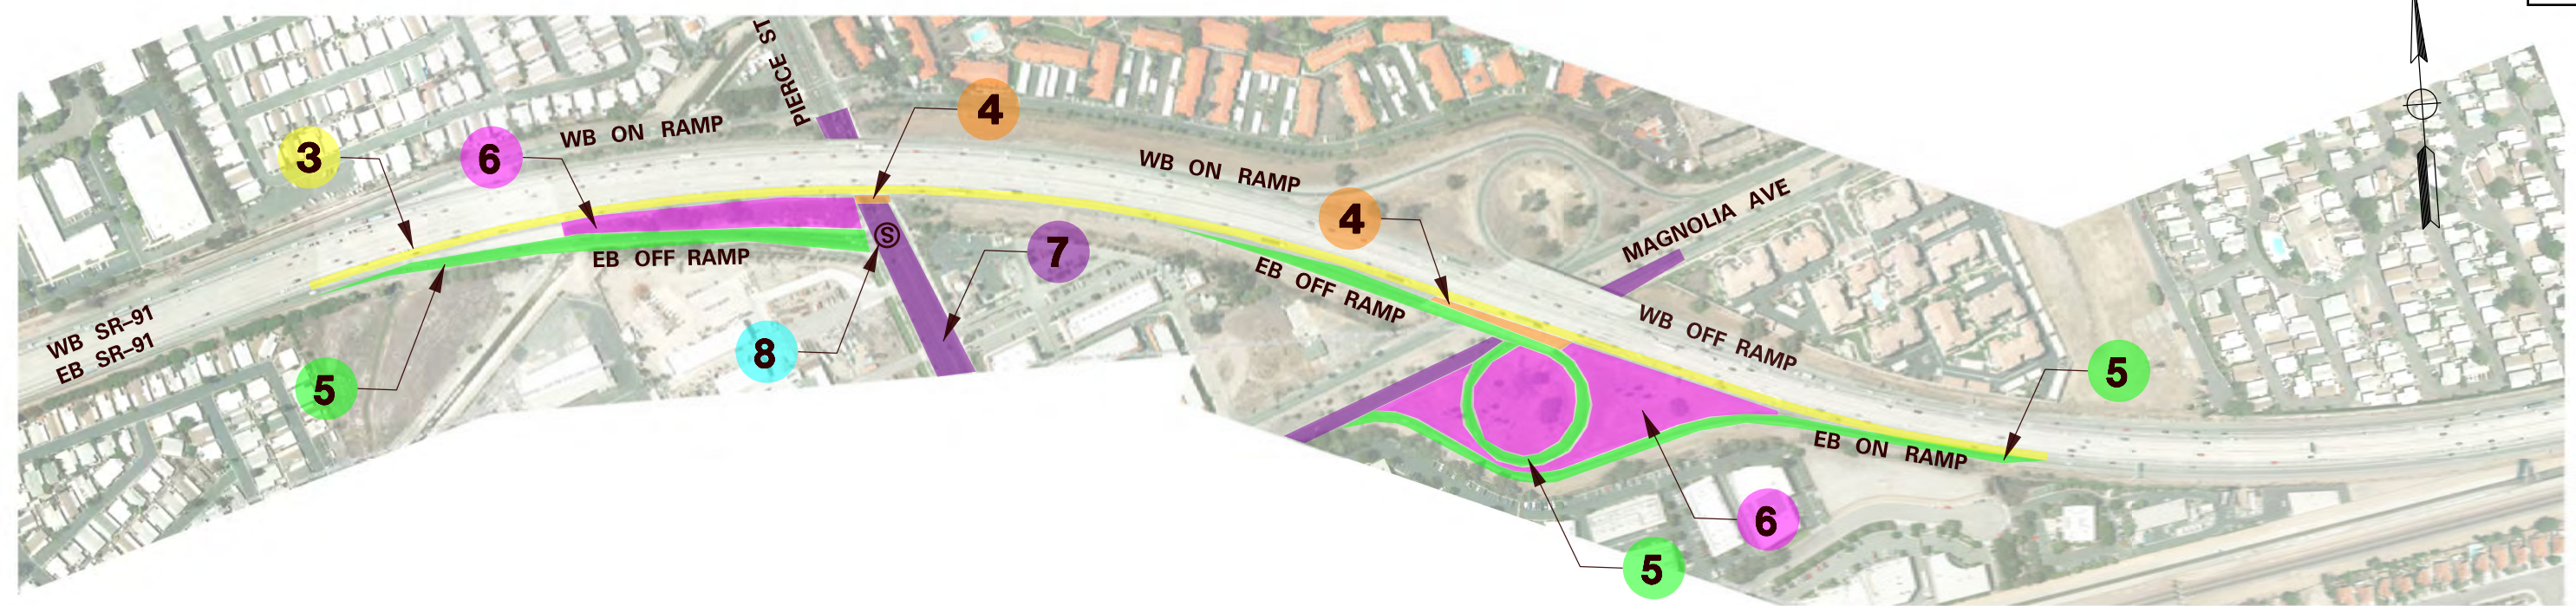 PIERCE ST
4
WB ON RAMP
3
6
WB ON RAMP
MAGNOLIA AVE
4
S
7
EB OFF RAMP
EB OFF RAMP
WB SR-91
EB SR-91
WB OFF RAMP
8
5
5
EB ON RAMP
6
5